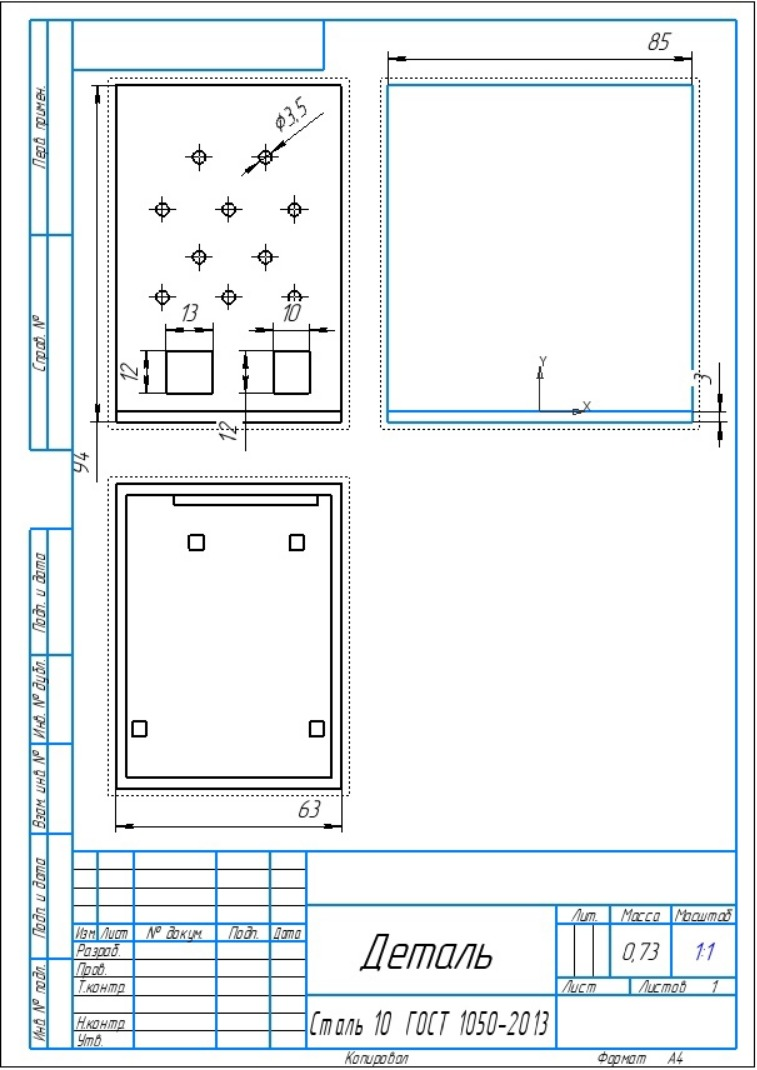 85
Перв. примен.
φ3,5
Справ. №
13
10
12
12
3
Y
X
94
63
Подп. и дата
Инв. № дубл.
Взам. инв. №
Подп. и дата
Инв. № подл.
Изм. Лист № докум. Подп. Дата
Разраб.
Пров.
Т.контр.
Н.контр.
Утв.
Деталь
Сталь 10 ГОСТ 1050-2013
Лит. Масса Масштаб
0,73 1:1
Лист Листов 1
Копировал Формат A4